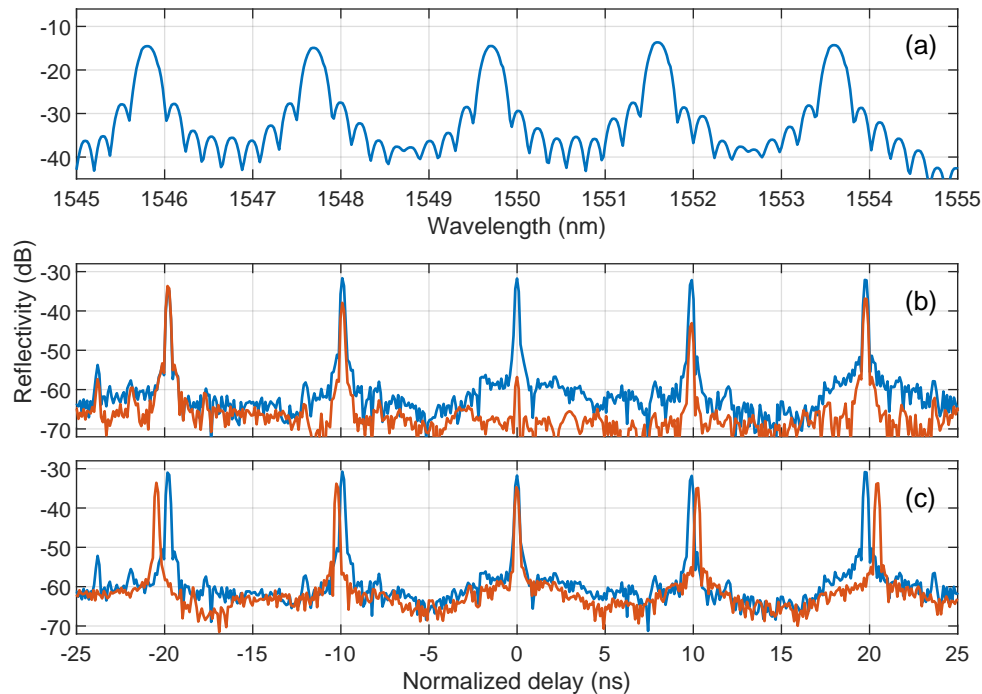 -10
-20
-30
-40
(a)
1545 1546 1547 1548 1549 1550 1551 1552 1553 1554 1555
Wavelength (nm)
Reflectivity (dB)
-30
-40
-50
-60
-70
(b)
-30
-40
-50
-60
-70
(c)
-25 -20 -15 -10 -5 0 5 10 15 20 25
Normalized delay (ns)